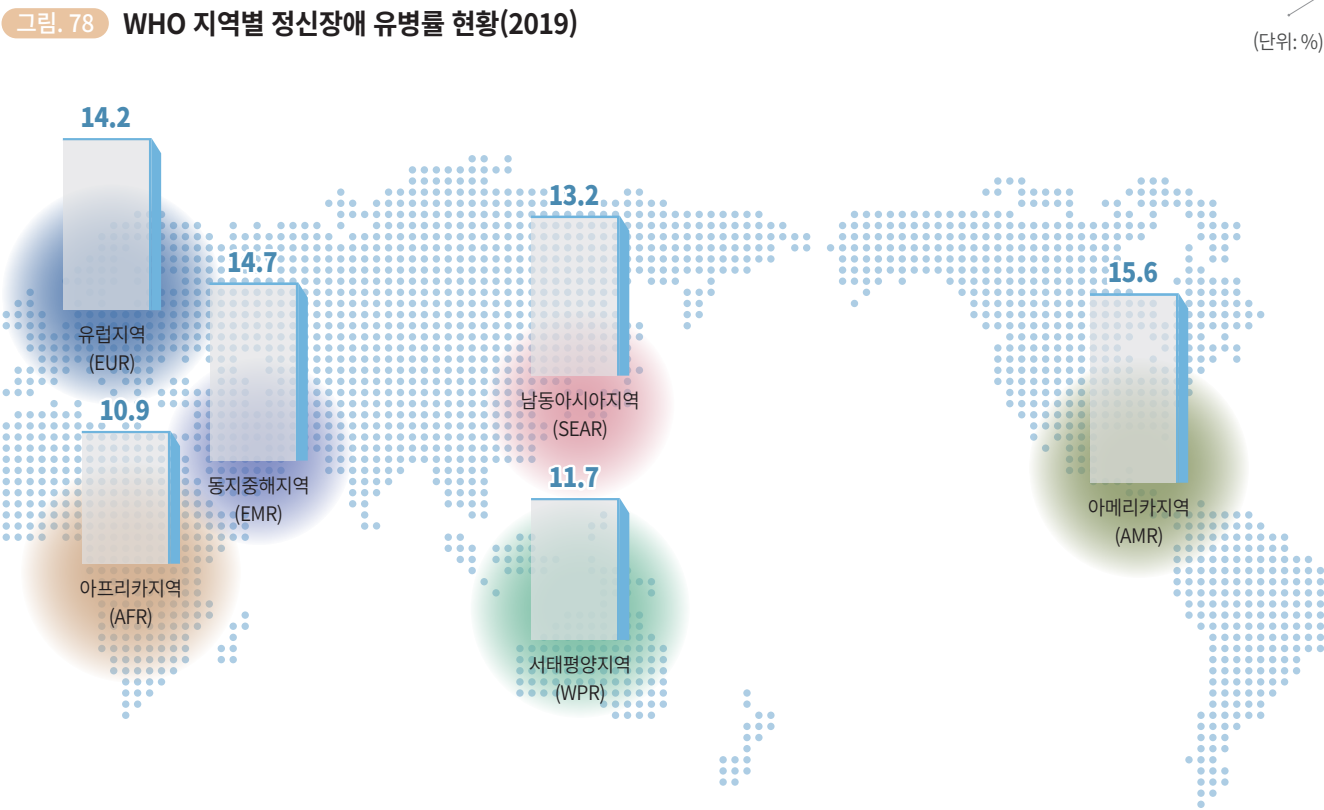 그림. 78 WHO 지역별 정신장애 유병률 현황(2019)
(단위: %)
14.2
유럽지역
(EUR)
14.7
동지중해지역
(EMR)
10.9
아프리카지역
(AFR)
13.2
남동아시아지역
(SEAR)
11.7
서태평양지역
(WPR)
15.6
아메리카지역
(AMR)